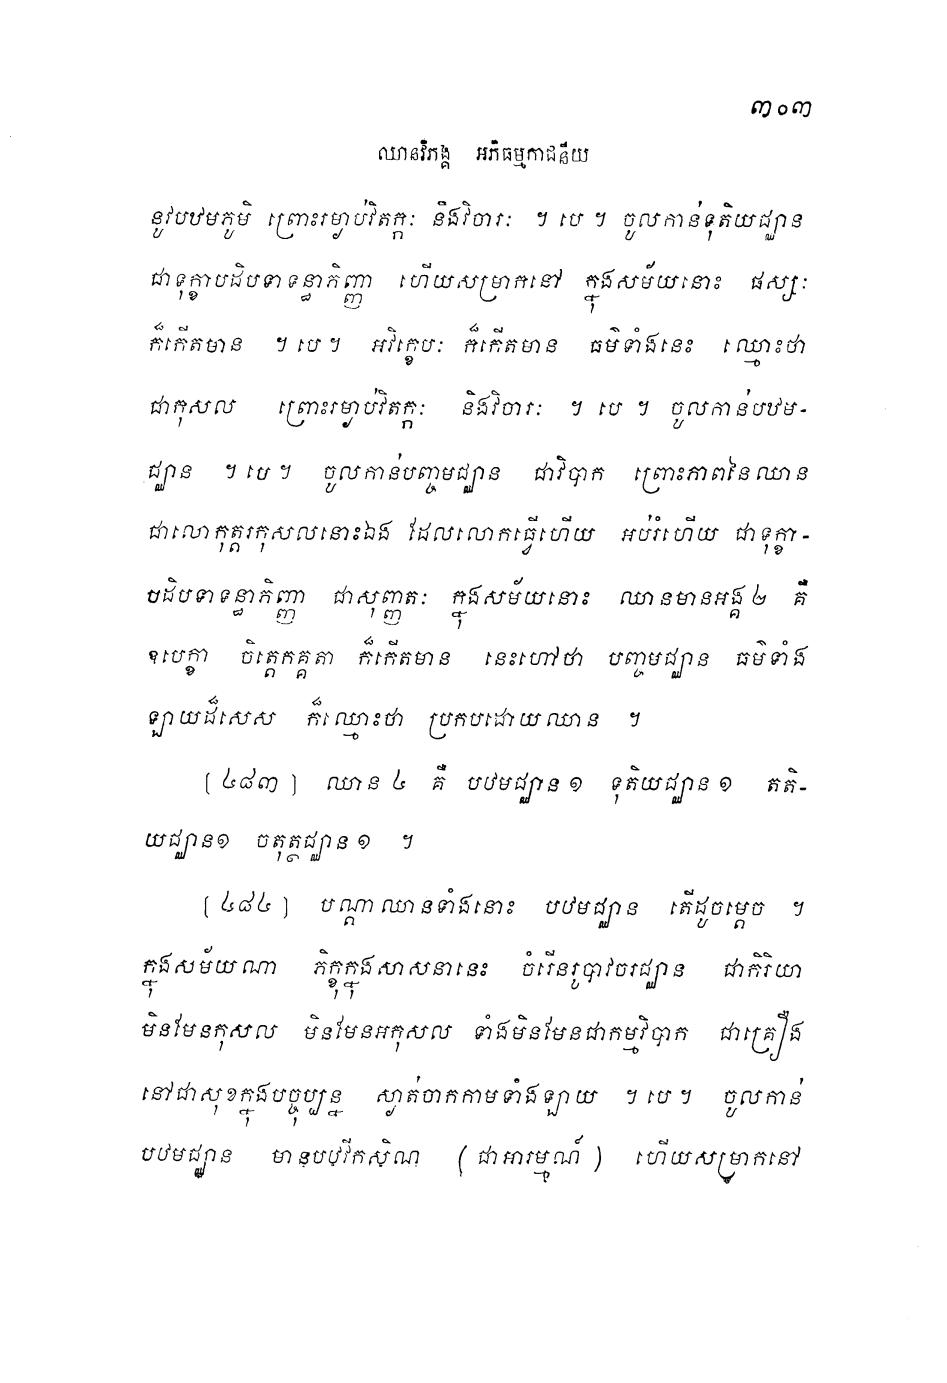 ៣០៣
ឈានវិភង្គ អភិធម្មភាជនីយ
នូវបឋមភូមិ ព្រោះរម្ងាប់វិតក្កៈ និងវិចារៈ ។ បេ ។ ចូលកាន់ទុតិយជ្ឈាន
ជាទុក្ខាបដិបទាទន្ធាភិញ្ញា ហើយសម្រាកនៅ ក្នុងសម័យនោះ ផស្សៈ
ក៏កើតមាន ។ បេ ។ អវិក្ខេបៈ ក៏កើតមាន ធម៌ទាំងនេះ ឈ្មោះថា
ជាកុសល ព្រោះរម្ងាប់វិតក្កៈ និងវិចារៈ ។ បេ ។ ចូលកាន់បឋម-
ជ្ឈាន ។ បេ ។ ចូលកាន់បញ្ចមជ្ឈាន ជាវិបាក ព្រោះភាពនៃឈាន
ជាលោកុត្តរកុសលនោះឯង ដែលលោកធ្វើហើយ អប់រំហើយ ជាទុក្ខា-
បដិបទាទន្ធាភិញ្ញា ជាសុញ្ញតៈ ក្នុងសម័យនោះ ឈានមានអង្គ ២ គឺ
ឧបេក្ខា ចិត្តេកគ្គតា ក៏កើតមាន នេះហៅថា បញ្ចមជ្ឈាន ធម៌ទាំង
ឡាយដ៏សេស ក៏ឈ្មោះថា ប្រកបដោយឈាន ។
(៤៨៣) ឈាន ៤ គឺ បឋមជ្ឈាន ១ ទុតិយជ្ឈាន ១ តតិ-
យជ្ឈាន១ ចតុត្ថជ្ឈាន ១ ។
(៤៨៤) បណ្តាឈានទាំងនោះ បឋមជ្ឈាន តើដូចម្តេច ។
ក្នុងសម័យណា ភិក្ខុក្នុងសាសនានេះ ចំរើនរូបាវចរជ្ឈាន ជាកិរិយា
មិនមែនកុសល មិនមែនអកុសល ទាំងមិនមែនជាកម្មវិបាក ជាគ្រឿង
នៅជាសុខក្នុងបច្ចុប្បន្ន ស្ងាត់ចាកកាមទាំងឡាយ ។ បេ ។ ចូលកាន់
បឋមជ្ឈាន មានបឋវីកសិណ (ជាអារម្មណ៍) ហើយសម្រាកនៅ